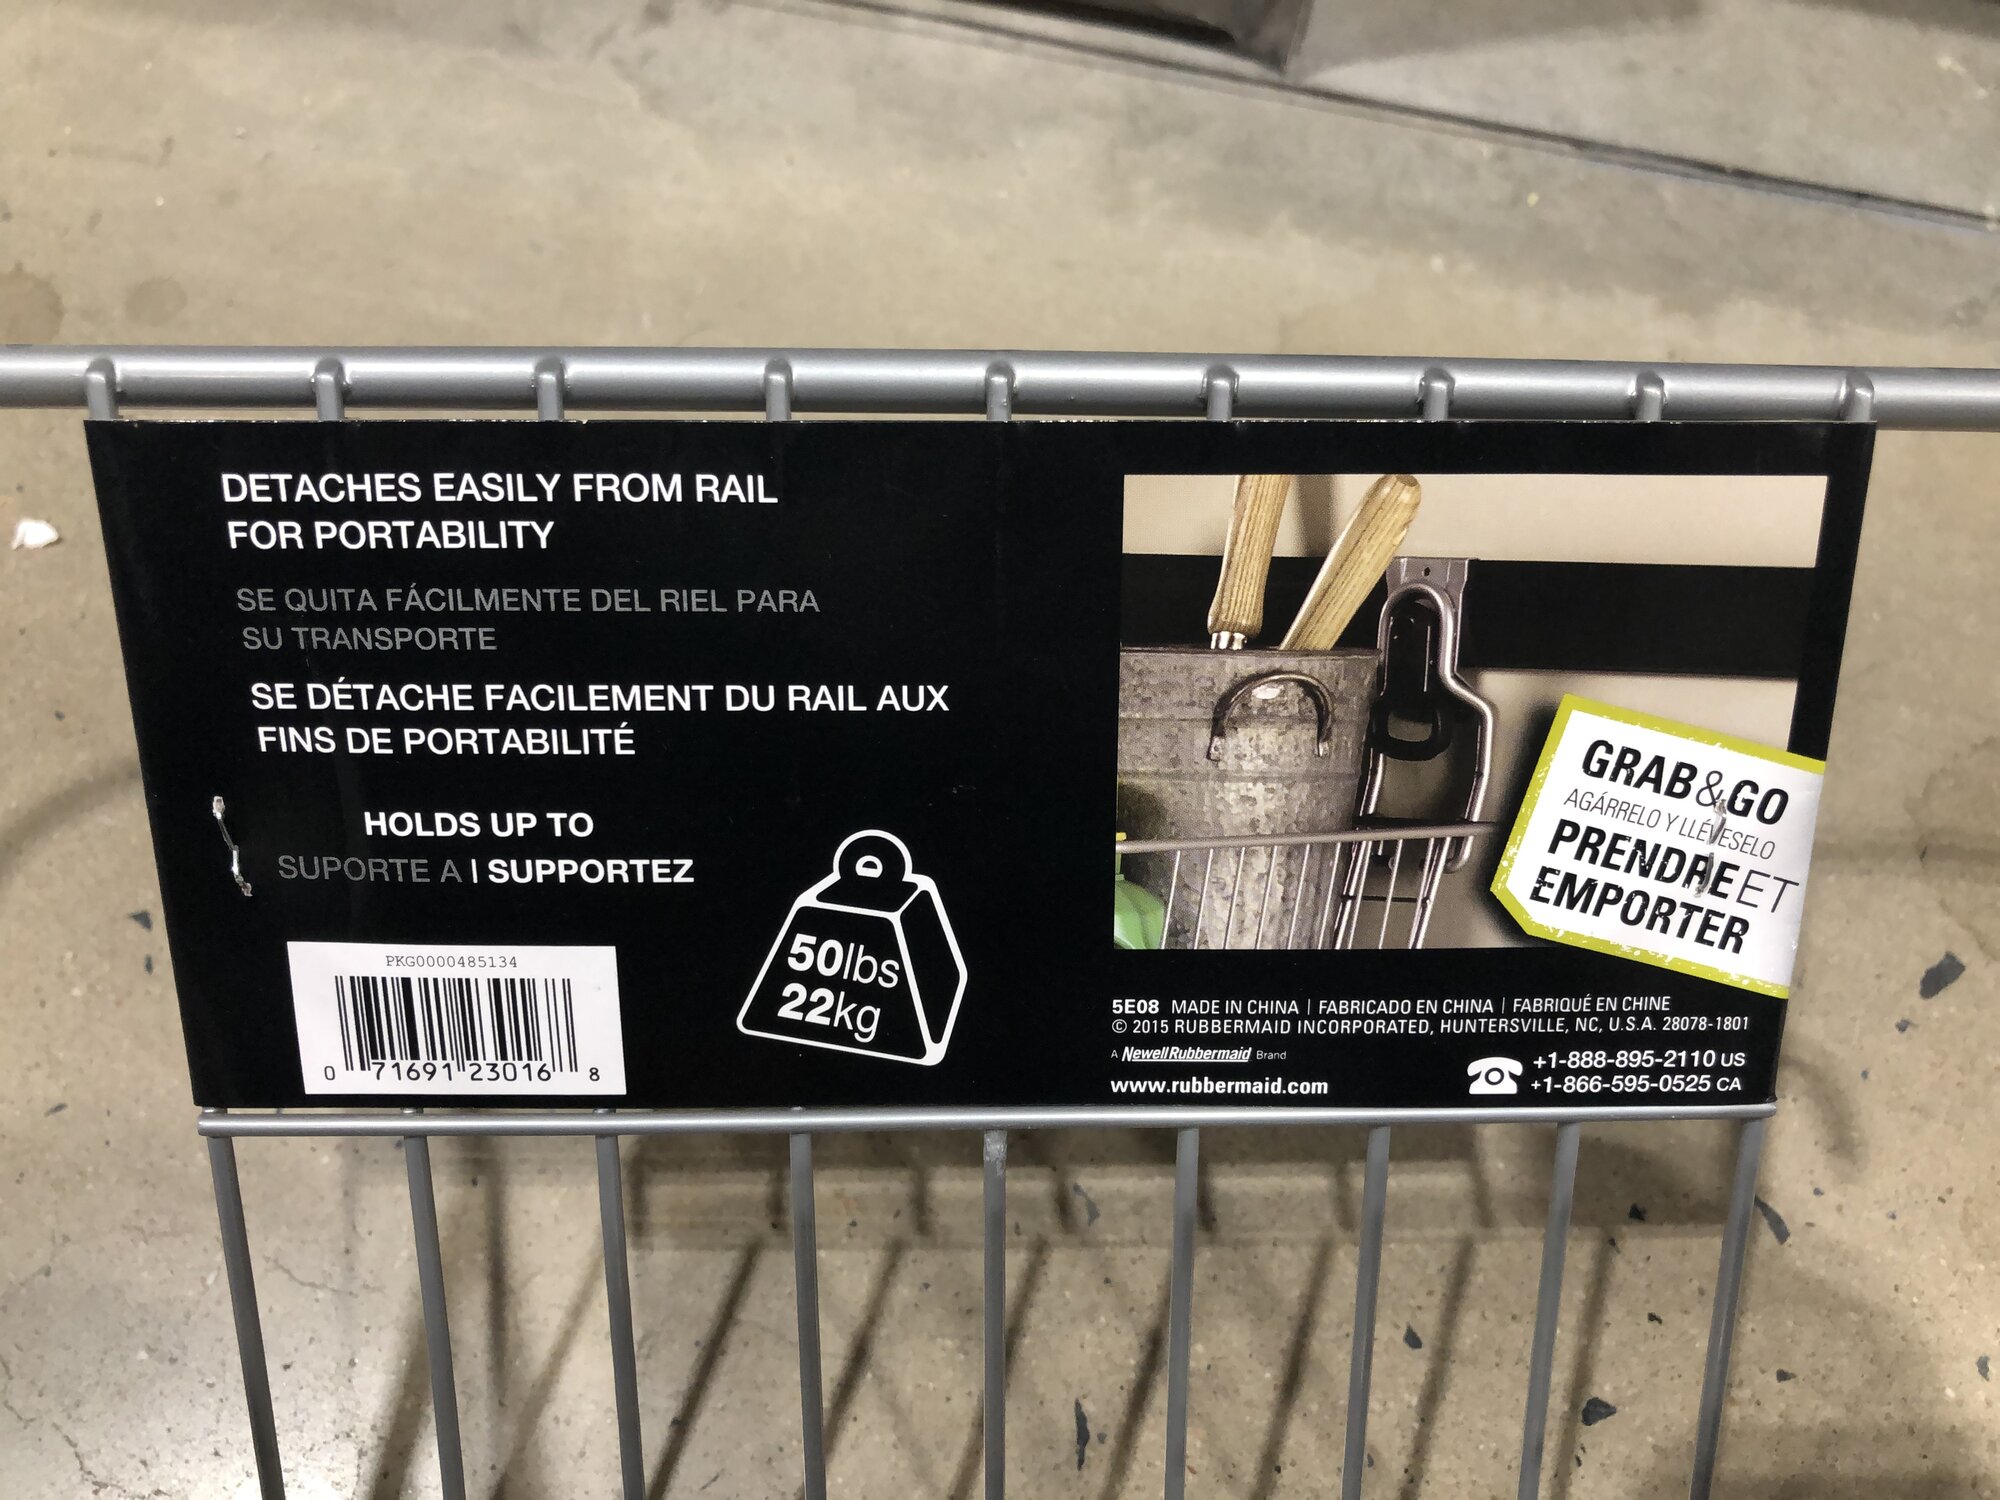 DETACHES EASILY FROM RAIL
FOR PORTABILITY
SE QUITA FÁCILMENTE DEL RIEL PARA
SU TRANSPORTE
SE DÉTACHE FACILEMENT DU RAIL AUX
FINS DE PORTABILITÉ
HOLDS UP TO
SUPORTE A | SUPPORTEZ
50lbs
22kg
PKG0000485134
0 71691 23016 8
GRAB&GO
AGÁRRELO Y LLÉVESELO
PRENDRE ET
EMPORTER
5E08 MADE IN CHINA | FABRICADO EN CHINA | FABRIQUÉ EN CHINE
© 2015 RUBBERMAID INCORPORATED, HUNTERSVILLE, NC, U.S.A. 28078-1801
A NewellRubbermaid Brand
www.rubbermaid.com
+1-888-895-2110 US
+1-866-595-0525 CA